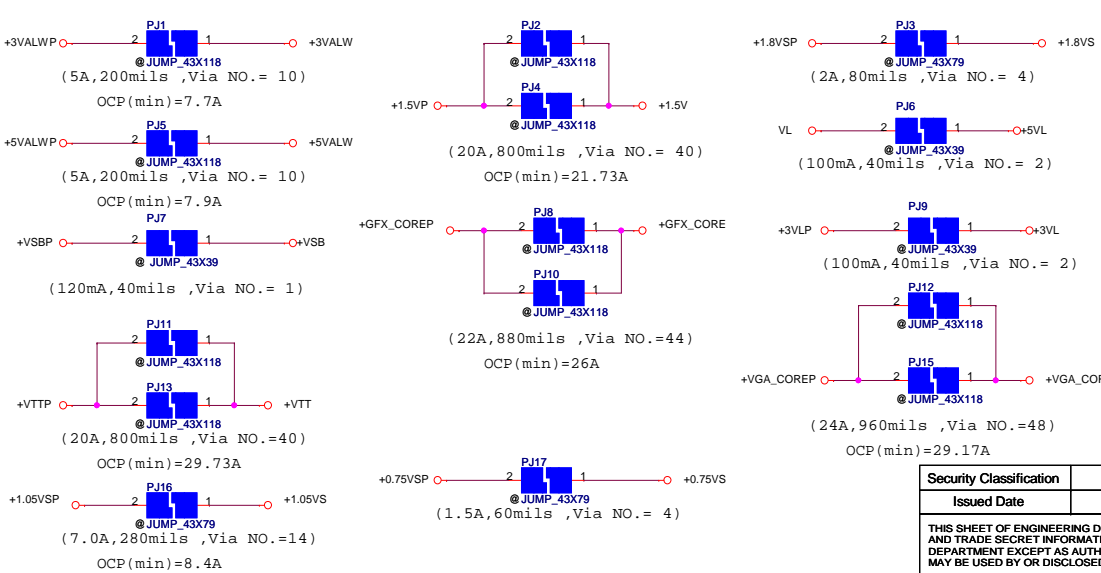 PJ1
+3VALWP 2 1 +3VALW
@ JUMP_43X118
(5A,200mils ,Via NO.= 10)
OCP(min)=7.7A
PJ5
+5VALWP 2 1 +5VALW
@ JUMP_43X118
(5A,200mils ,Via NO.= 10)
OCP(min)=7.9A
PJ7
+VSBP 2 1 +VSB
@ JUMP_43X39
(120mA,40mils ,Via NO.= 1)
PJ11
2 1
@ JUMP_43X118
PJ13
+VTTP 2 1 +VTT
@ JUMP_43X118
(20A,800mils ,Via NO.=40)
OCP(min)=29.73A
PJ16
+1.05VSP 2 1 +1.05VS
@ JUMP_43X79
(7.0A,280mils ,Via NO.=14)
OCP(min)=8.4A
PJ2
2 1
@ JUMP_43X118
PJ4
+1.5VP 2 1 +1.5V
@ JUMP_43X118
(20A,800mils ,Via NO.= 40)
OCP(min)=21.73A
PJ8
+GFX_COREP 2 1 +GFX_CORE
@ JUMP_43X118
PJ10
2 1
@ JUMP_43X118
(22A,880mils ,Via NO.=44)
OCP(min)=26A
PJ17
+0.75VSP 2 1 +0.75VS
@ JUMP_43X79
(1.5A,60mils ,Via NO.= 4)
PJ3
+1.8VSP 2 1 +1.8VS
@ JUMP_43X79
(2A,80mils ,Via NO.= 4)
PJ6
VL 2 1 +5VL
@ JUMP_43X39
(100mA,40mils ,Via NO.= 2)
PJ9
+3VLP 2 1 +3VL
@ JUMP_43X39
(100mA,40mils ,Via NO.= 2)
PJ12
2 1
@ JUMP_43X118
PJ15
+VGA_COREP 2 1 +VGA_COR
@ JUMP_43X118
(24A,960mils ,Via NO.=48)
OCP(min)=29.17A
Security Classification
Issued Date
THIS SHEET OF ENGINEERING D
AND TRADE SECRET INFORMATI
DEPARTMENT EXCEPT AS AUTH
MAY BE USED BY OR DISCLOSED